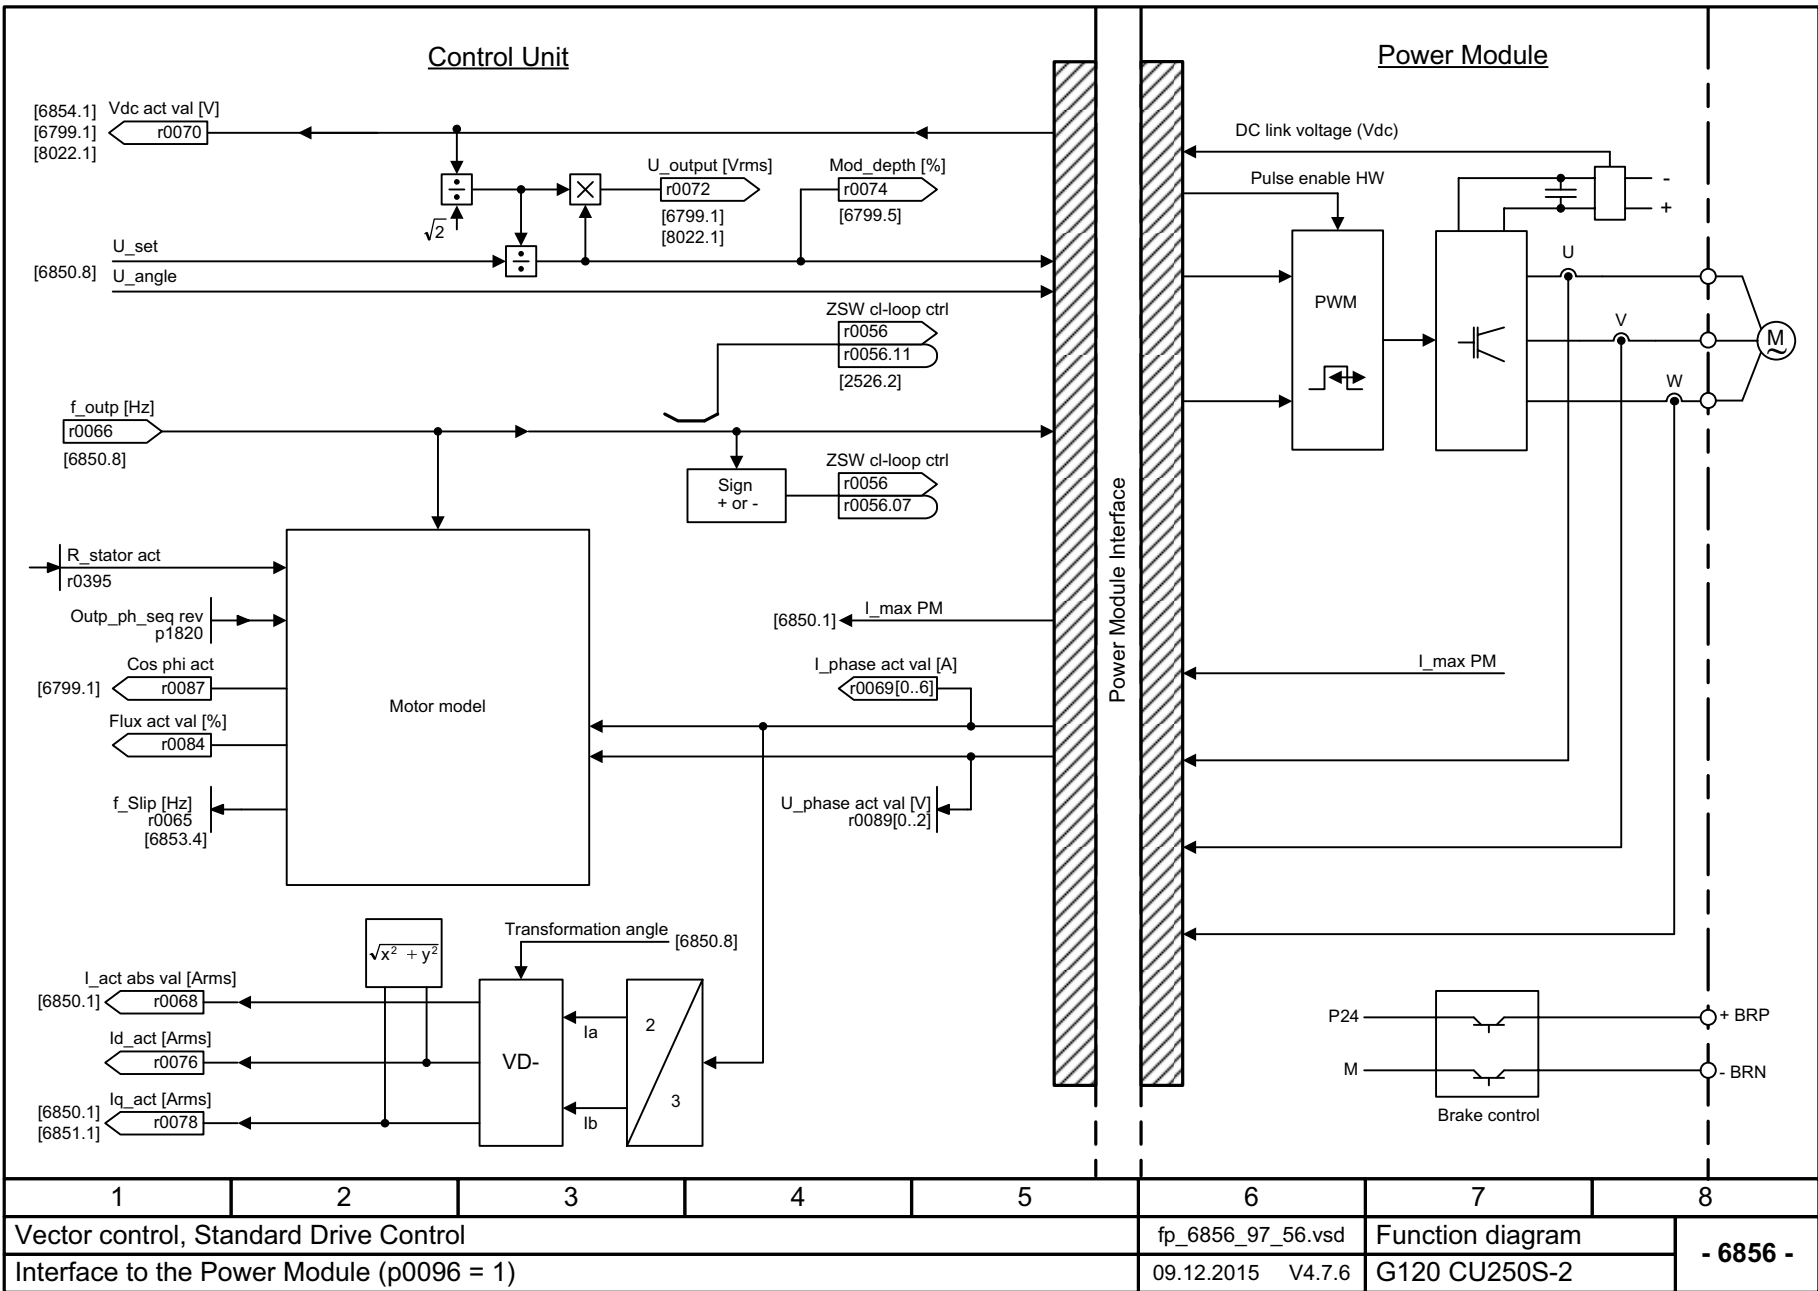 Control Unit
Power Module
[6854.1]
[6799.1]
[8022.1]
Vdc act val [V]
r0070
DC link voltage (Vdc)
U_output [Vrms]
r0072
[6799.1]
[8022.1]
Mod_depth [%]
r0074
[6799.5]
Pulse enable HW
-
+
÷
×
√2
÷
U_set
[6850.8]
U_angle
U
V
W
PWM
M
~
ZSW cl-loop ctrl
r0056
r0056.11
[2526.2]
f_outp [Hz]
r0066
[6850.8]
Sign
+ or -
ZSW cl-loop ctrl
r0056
r0056.07
Power Module Interface
R_stator act
r0395
Outp_ph_seq rev
p1820
Cos phi act
[6799.1]
r0087
Flux act val [%]
r0084
f_Slip [Hz]
r0065
[6853.4]
Motor model
[6850.1]
I_max PM
I_phase act val [A]
r0069[0..6]
U_phase act val [V]
r0089[0..2]
I_max PM
Transformation angle
[6850.8]
√x² + y²
I_act abs val [Arms]
[6850.1]
r0068
Id_act [Arms]
r0076
Iq_act [Arms]
[6850.1]
[6851.1]
r0078
VD-
Ia
Ib
2
3
P24
+ BRP
M
- BRN
Brake control
1 2 3 4 5 6 7 8
Vector control, Standard Drive Control
fp_6856_97_56.vsd
Function diagram
- 6856 -
Interface to the Power Module (p0096 = 1)
09.12.2015 V4.7.6
G120 CU250S-2